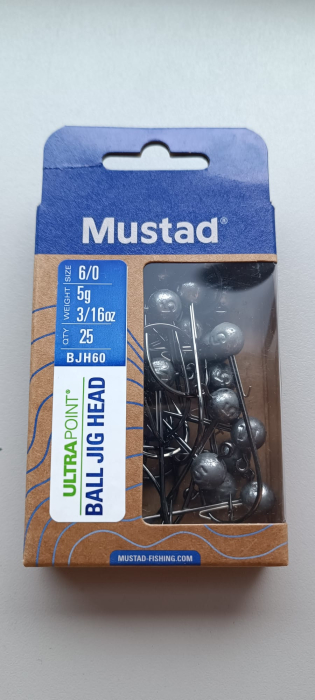 Mustad®
SIZE 6/0
WEIGHT 5g
3/16oz
QTY 25
BJH60
ULTRAPOINT®
BALL JIG HEAD
MUSTAD-FISHING.COM